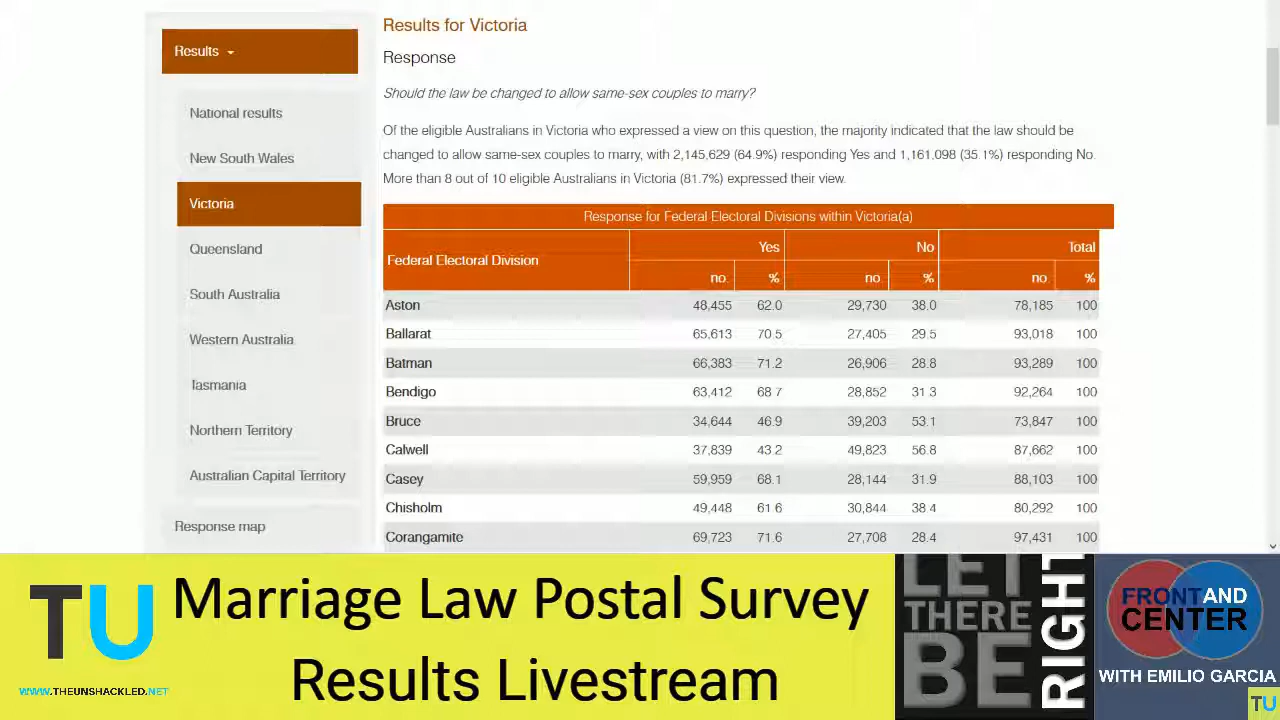 Results
National results
New South Wales
Victoria
Queensland
South Australia
Western Australia
Tasmania
Northern Territory
Australian Capital Territory
Response map
Results for Victoria
Response
Should the law be changed to allow same-sex couples to marry?
Of the eligible Australians in Victoria who expressed a view on this question, the majority indicated that the law should be
changed to allow same-sex couples to marry, with 2,145,629 (64.9%) responding Yes and 1,161,098 (35.1%) responding No.
More than 8 out of 10 eligible Australians in Victoria (81.7%) expressed their view.
Response for Federal Electoral Divisions within Victoria(a)
Federal Electoral Division Yes No Total
no. % no. % no. %
Aston 48,455 62.0 29,730 38.0 78,185 100
Ballarat 65,613 70.5 27,405 29.5 93,018 100
Batman 66,383 71.2 26,906 28.8 93,289 100
Bendigo 63,412 68.7 28,852 31.3 92,264 100
Bruce 34,644 46.9 39,203 53.1 73,847 100
Calwell 37,839 43.2 49,823 56.8 87,662 100
Casey 59,959 68.1 28,144 31.9 88,103 100
Chisholm 49,448 61.6 30,844 38.4 80,292 100
Corangamite 69,723 71.6 27,708 28.4 97,431 100
TU
WWW.THEUNSHACKLED.NET
Marriage Law Postal Survey
Results Livestream
LET
THERE
BE
RIGHT
FRONT AND
CENTER
WITH EMILIO GARCIA
TU